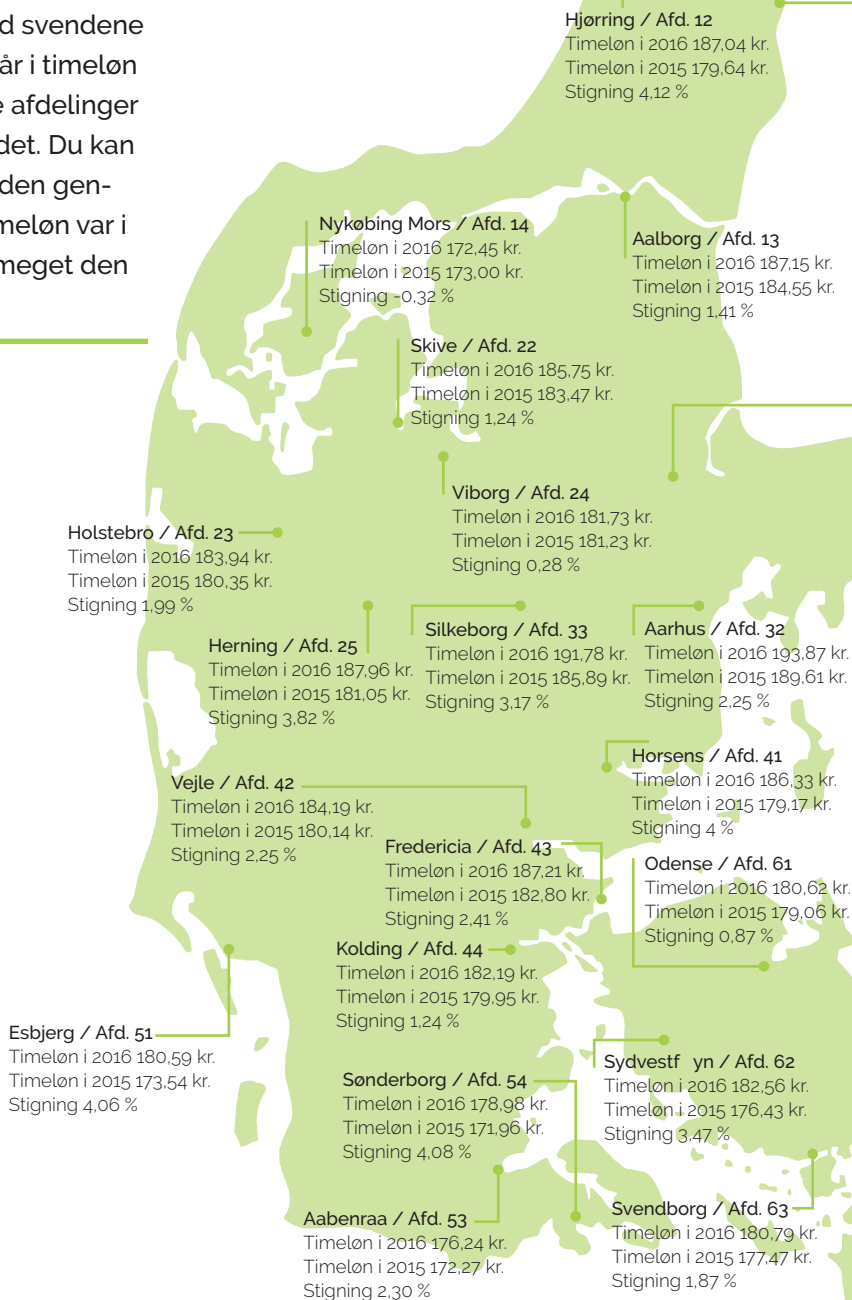 d svendene
år i timeløn
e afdelinger
det. Du kan
den gen-
meløn var i
meget den
Hjørring / Afd. 12
Timeløn i 2016 187,04 kr.
Timeløn i 2015 179,64 kr.
Stigning 4,12 %
Nykøbing Mors / Afd. 14
Timeløn i 2016 172,45 kr.
Timeløn i 2015 173,00 kr.
Stigning -0,32 %
Aalborg / Afd. 13
Timeløn i 2016 187,15 kr.
Timeløn i 2015 184,55 kr.
Stigning 1,41 %
Skive / Afd. 22
Timeløn i 2016 185,75 kr.
Timeløn i 2015 183,47 kr.
Stigning 1,24 %
Viborg / Afd. 24
Timeløn i 2016 181,73 kr.
Timeløn i 2015 181,23 kr.
Stigning 0,28 %
Holstebro / Afd. 23
Timeløn i 2016 183,94 kr.
Timeløn i 2015 180,35 kr.
Stigning 1,99 %
Herning / Afd. 25
Timeløn i 2016 187,96 kr.
Timeløn i 2015 181,05 kr.
Stigning 3,82 %
Silkeborg / Afd. 33
Timeløn i 2016 191,78 kr.
Timeløn i 2015 185,89 kr.
Stigning 3,17 %
Aarhus / Afd. 32
Timeløn i 2016 193,87 kr.
Timeløn i 2015 189,61 kr.
Stigning 2,25 %
Horsens / Afd. 41
Timeløn i 2016 186,33 kr.
Timeløn i 2015 179,17 kr.
Stigning 4 %
Vejle / Afd. 42
Timeløn i 2016 184,19 kr.
Timeløn i 2015 180,14 kr.
Stigning 2,25 %
Fredericia / Afd. 43
Timeløn i 2016 187,21 kr.
Timeløn i 2015 182,80 kr.
Stigning 2,41 %
Odense / Afd. 61
Timeløn i 2016 180,62 kr.
Timeløn i 2015 179,06 kr.
Stigning 0,87 %
Kolding / Afd. 44
Timeløn i 2016 182,19 kr.
Timeløn i 2015 179,95 kr.
Stigning 1,24 %
Esbjerg / Afd. 51
Timeløn i 2016 180,59 kr.
Timeløn i 2015 173,54 kr.
Stigning 4,06 %
Sydvestf yn / Afd. 62
Timeløn i 2016 182,56 kr.
Timeløn i 2015 176,43 kr.
Stigning 3,47 %
Sønderborg / Afd. 54
Timeløn i 2016 178,98 kr.
Timeløn i 2015 171,96 kr.
Stigning 4,08 %
Aabenraa / Afd. 53
Timeløn i 2016 176,24 kr.
Timeløn i 2015 172,27 kr.
Stigning 2,30 %
Svendborg / Afd. 63
Timeløn i 2016 180,79 kr.
Timeløn i 2015 177,47 kr.
Stigning 1,87 %